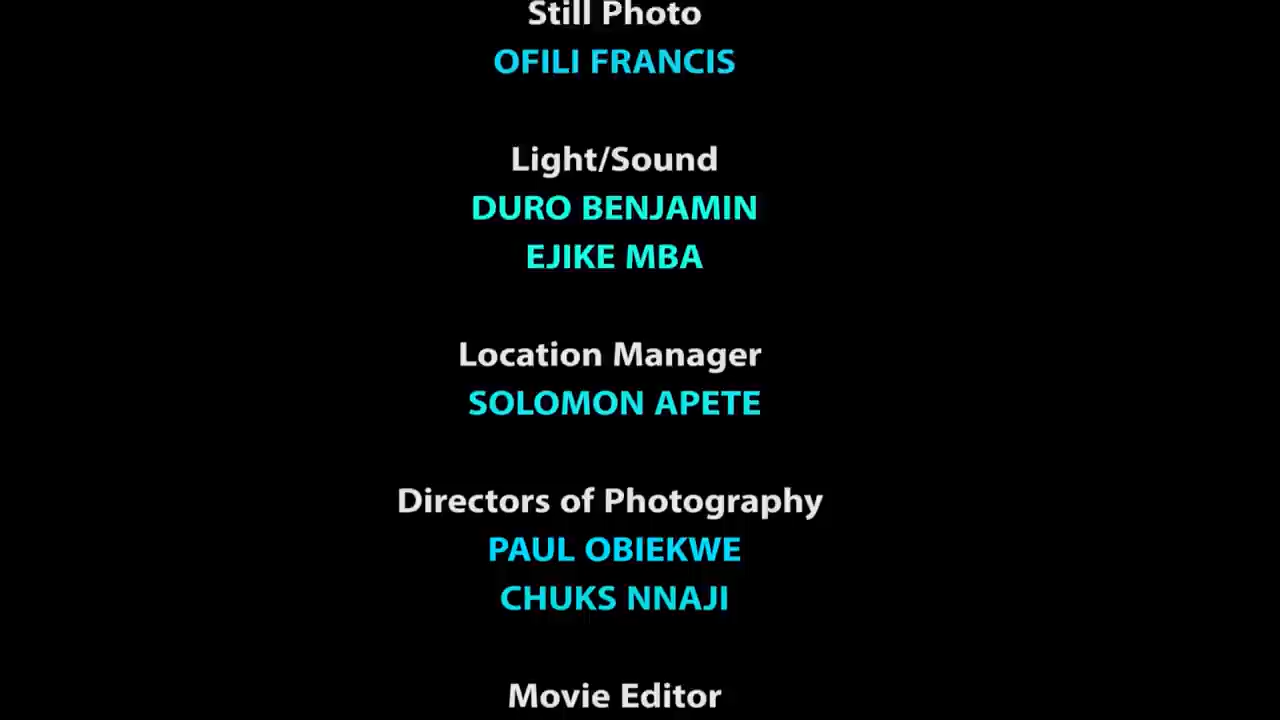 Still Photo
OFILI FRANCIS
Light/Sound
DURO BENJAMIN
EJIKE MBA
Location Manager
SOLOMON APETE
Directors of Photography
PAUL OBIEKWE
CHUKS NNAJI
Movie Editor